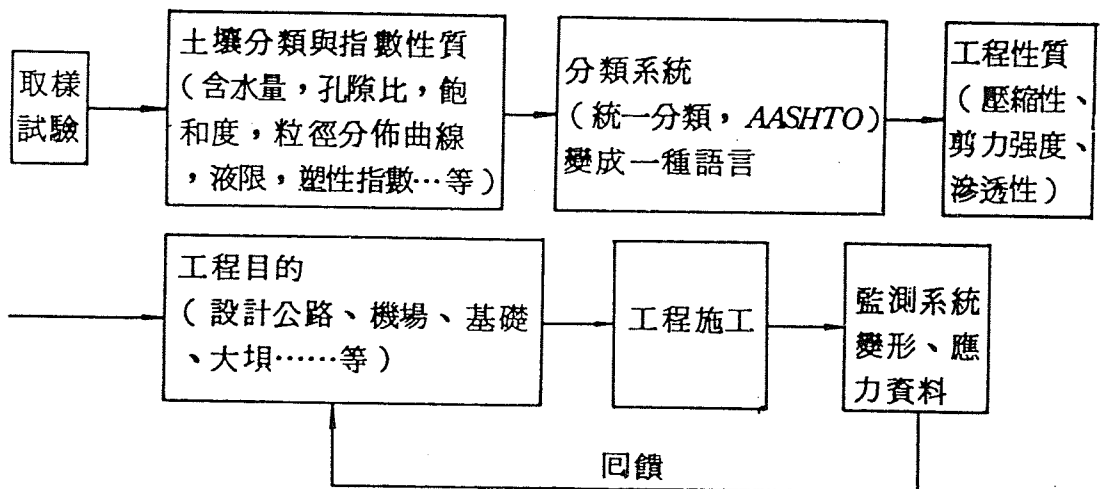 取樣
試驗
土壤分類與指數性質
（含水量，孔隙比，飽
和度，粒徑分佈曲線
，液限，塑性指數…等）
分類系統
（統一分類，AASHTO）
變成一種語言
工程性質
（壓縮性、
剪力强度、
滲透性）
工程目的
（設計公路、機場、基礎
、大壩……等）
工程施工
監測系統
變形、應
力資料
回饋